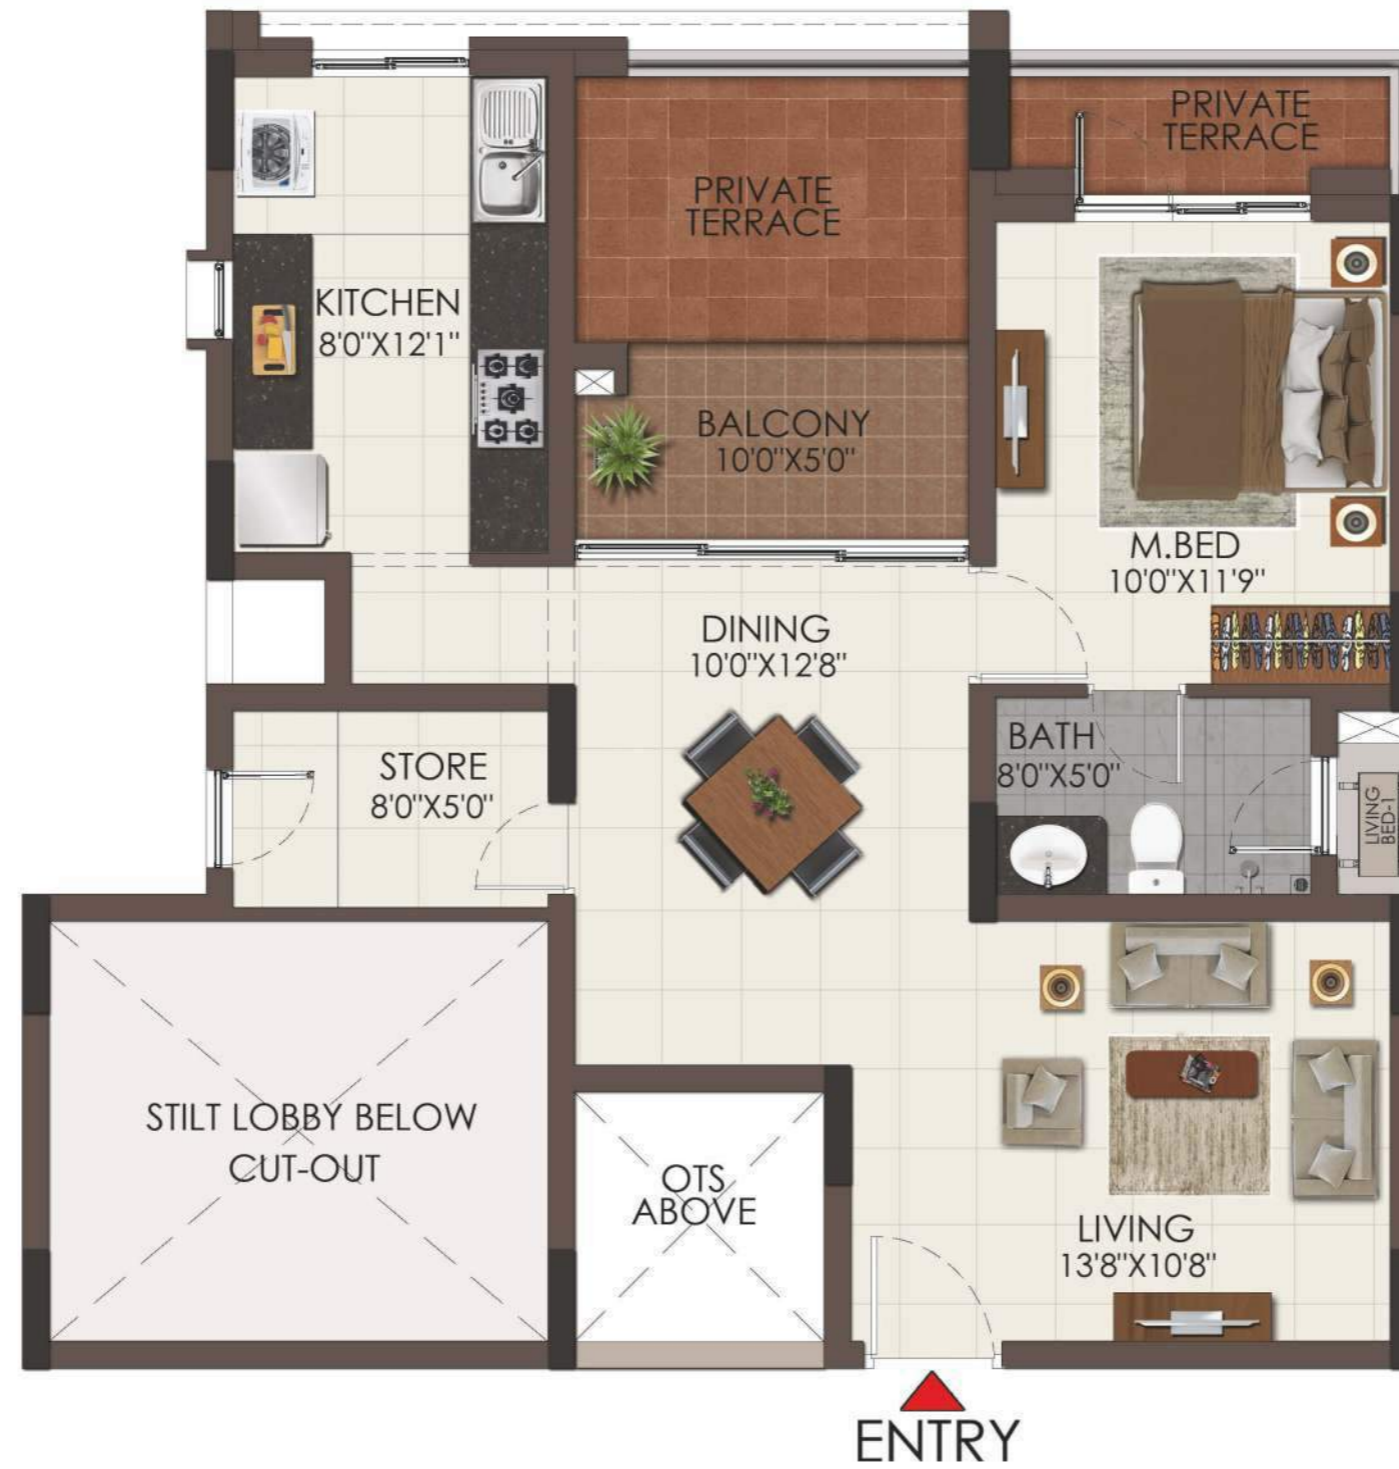 PRIVATE
TERRACE
PRIVATE
TERRACE
KITCHEN
8'0"X12'1"
BALCONY
10'0"X5'0"
M.BED
10'0"X11'9"
DINING
10'0"X12'8"
BATH
8'0"X5'0"
STORE
8'0"X5'0"
LIVING
BED-1
STILT LOBBY BELOW
CUT-OUT
OTS
ABOVE
LIVING
13'8"X10'8"
ENTRY